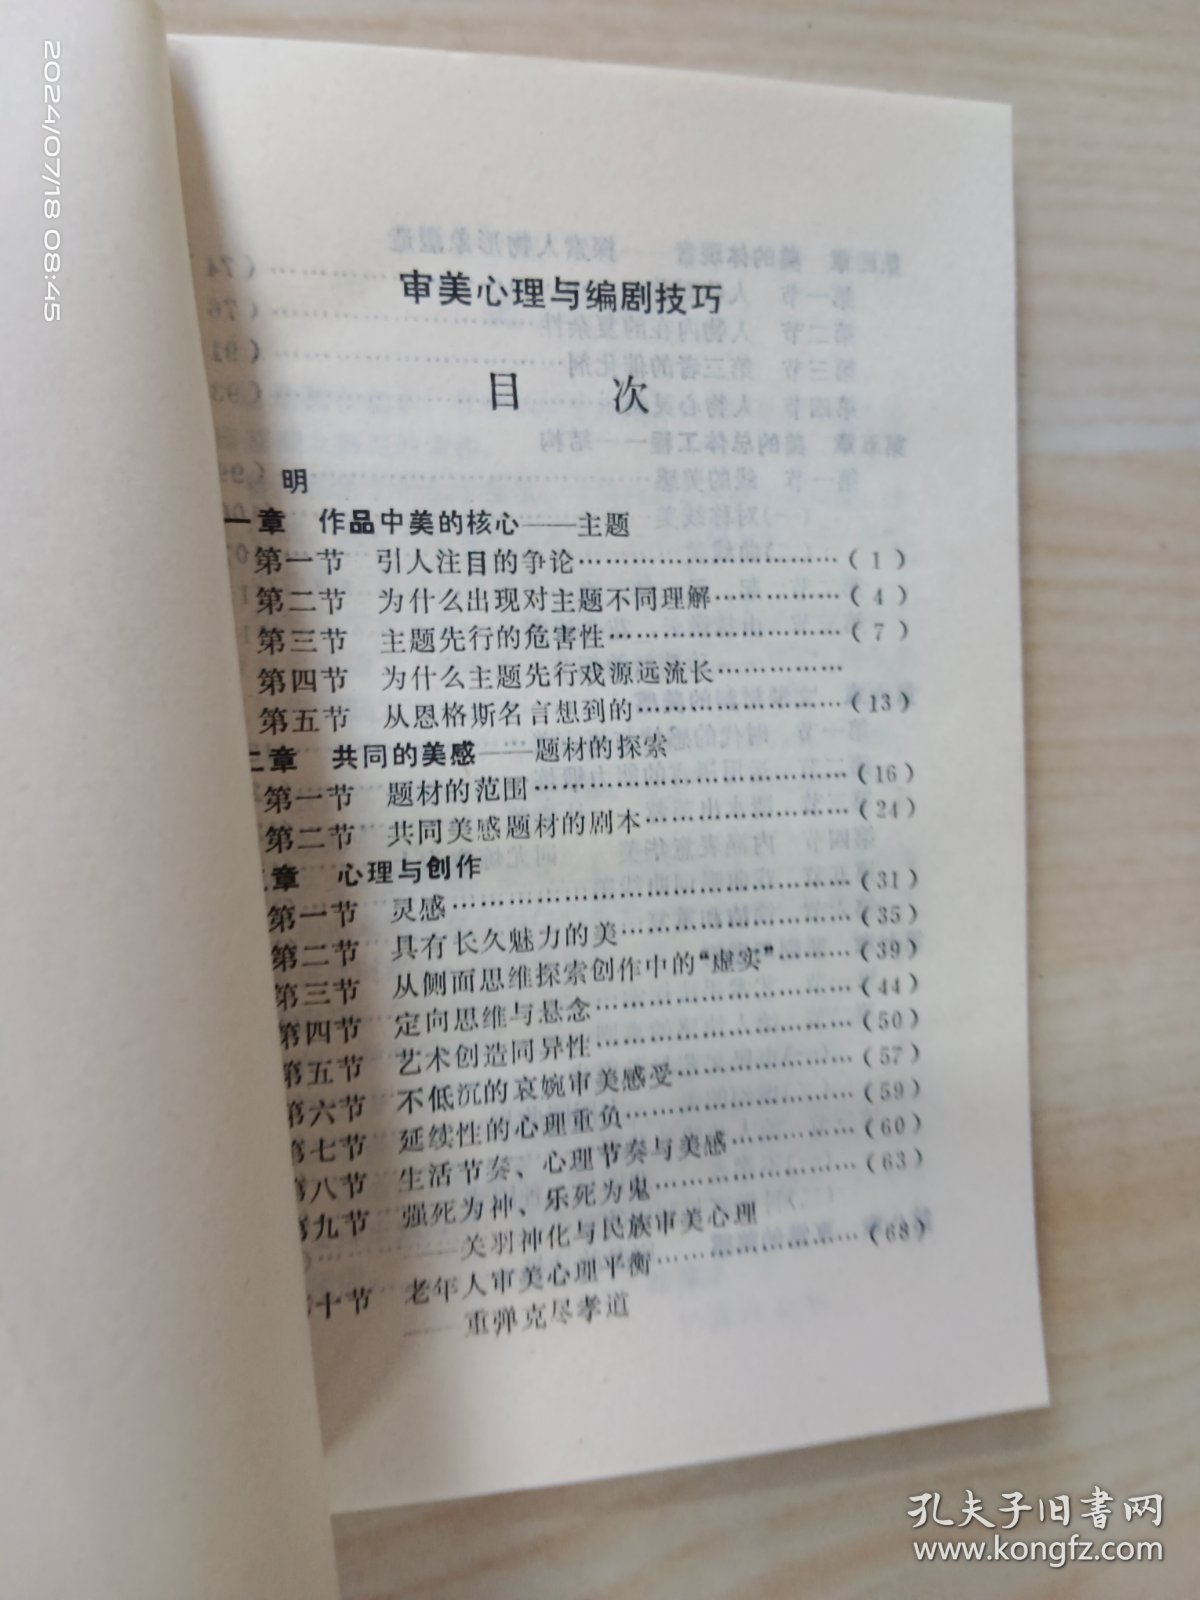 2024/07/18 08:45
审美心理与编剧技巧
目 次
明
一章 作品中美的核心——主题
第一节 引人注目的争论……………………………（1）
第二节 为什么出现对主题不同理解……………（4）
第三节 主题先行的危害性………………………（7）
第四节 为什么主题先行戏源远流长……………
第五节 从恩格斯名言想到的……………………（13）
二章 共同的美感——题材的探索
第一节 题材的范围………………………………（16）
第二节 共同美感题材的剧本……………………（24）
章 心理与创作
第一节 灵感………………………………………（31）
第二节 具有长久魅力的美………………………（35）
第三节 从侧面思维探索创作中的“虚实”………（39）
第四节 定向思维与悬念…………………………（44）
第五节 艺术创造同异性…………………………（50）
第六节 不低沉的哀婉审美感受…………………（57）
第七节 延续性的心理重负………………………（59）
第八节 生活节奏、心理节奏与美感……………（60）
第九节 强死为神、乐死为鬼……………………（63）
——关羽神化与民族审美心理
十节 老年人审美心理平衡………………………（68）
——重弹克尽孝道
孔夫子旧书网
www.kongfz.com